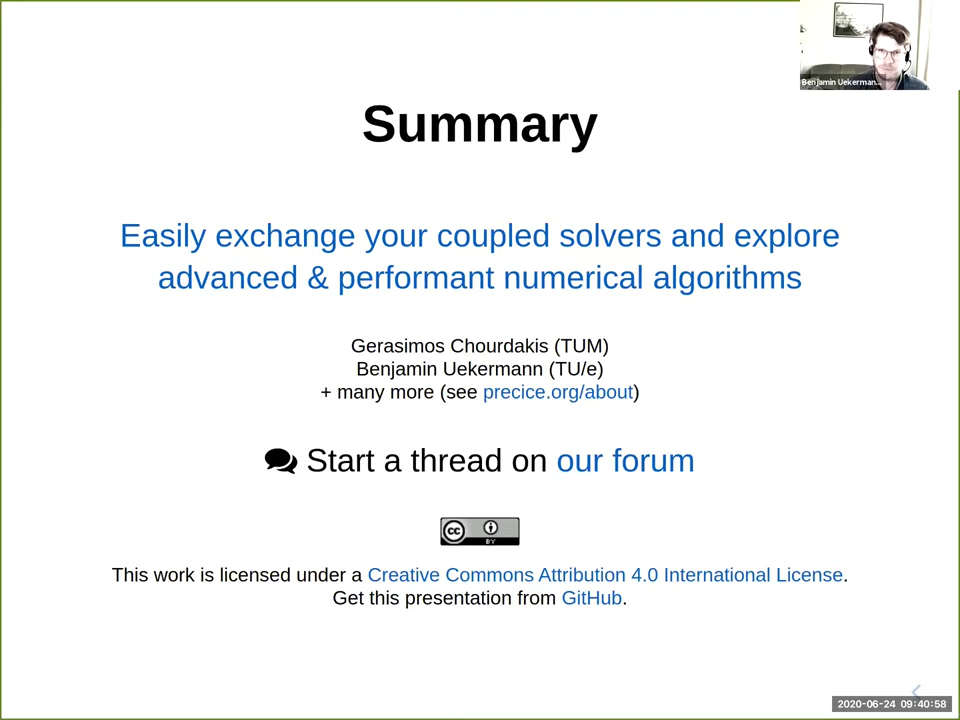 Benjamin Uekerman...
Summary
Easily exchange your coupled solvers and explore
advanced & performant numerical algorithms
Gerasimos Chourdakis (TUM)
Benjamin Uekermann (TU/e)
+ many more (see precice.org/about)
Start a thread on our forum
cc
BY
This work is licensed under a Creative Commons Attribution 4.0 International License.
Get this presentation from GitHub.
2020-06-24 09:40:58